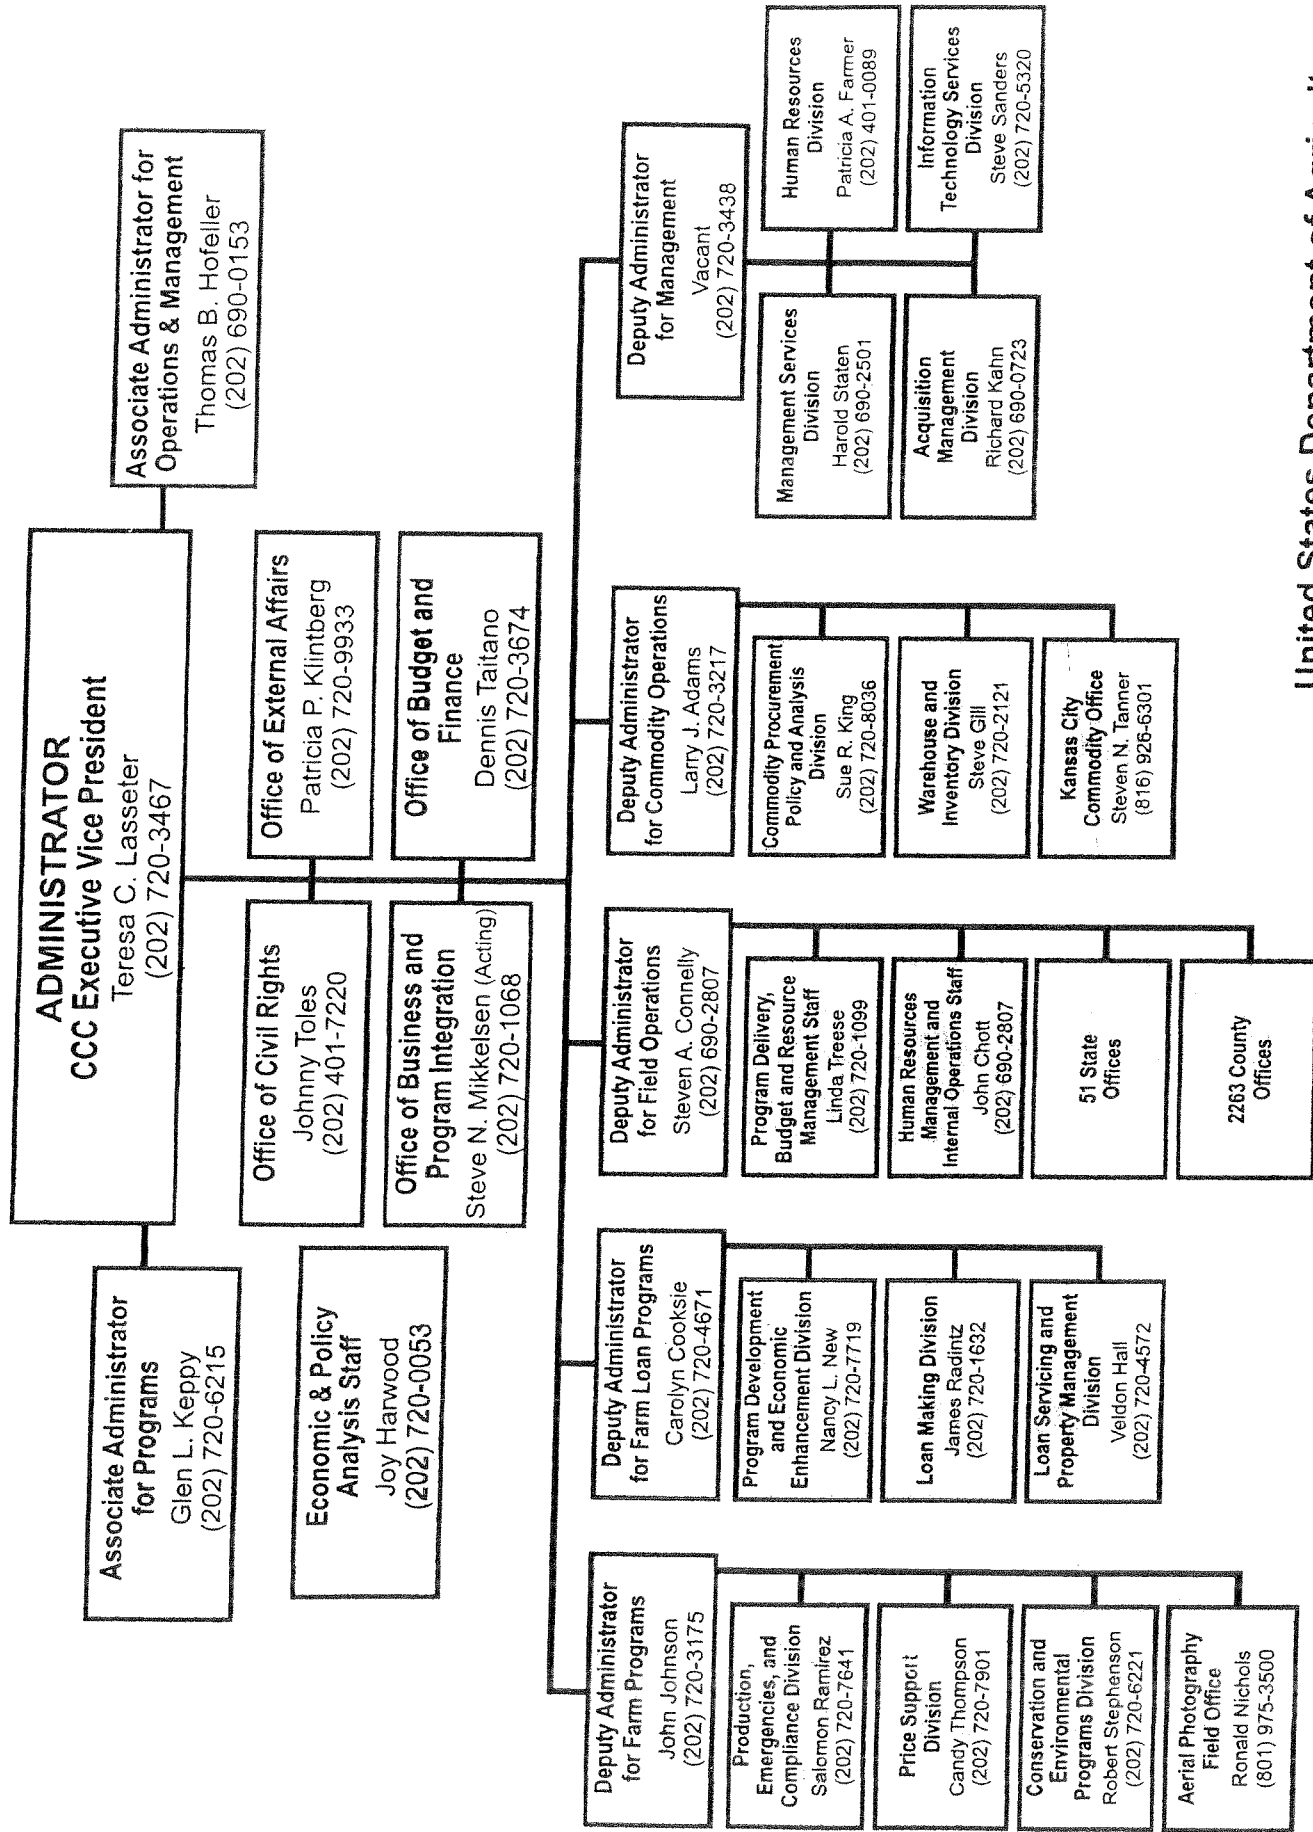 ADMINISTRATOR
CCC Executive Vice President
Teresa C. Lasseter
(202) 720-3467
Associate Administrator
for Programs
Glen L. Keppy
(202) 720-6215
Associate Administrator for
Operations & Management
Thomas B. Hofeller
(202) 690-0153
Economic & Policy
Analysis Staff
Joy Harwood
(202) 720-0053
Office of Civil Rights
Johnny Toles
(202) 401-7220
Office of External Affairs
Patricia P. Klintberg
(202) 720-9933
Office of Business and
Program Integration
Steve N. Mikkelsen (Acting)
(202) 720-1068
Office of Budget and
Finance
Dennis Taitano
(202) 720-3674
Deputy Administrator
for Farm Programs
John Johnson
(202) 720-3175
Production,
Emergencies, and
Compliance Division
Salomon Ramirez
(202) 720-7641
Price Support
Division
Candy Thompson
(202) 720-7901
Conservation and
Environmental
Programs Division
Robert Stephenson
(202) 720-6221
Aerial Photography
Field Office
Ronald Nichols
(801) 975-3500
Deputy Administrator
for Farm Loan Programs
Carolyn Cooksie
(202) 720-4671
Program Development
and Economic
Enhancement Division
Nancy L. New
(202) 720-7719
Loan Making Division
James Radintz
(202) 720-1632
Loan Servicing and
Property Management
Division
Veldon Hall
(202) 720-4572
Deputy Administrator
for Field Operations
Steven A. Connelly
(202) 690-2807
Program Delivery,
Budget and Resource
Management Staff
Linda Treese
(202) 720-1099
Human Resources
Management and
Internal Operations Staff
John Chott
(202) 690-2807
51 State
Offices
2263 County
Offices
Deputy Administrator
for Commodity Operations
Larry J. Adams
(202) 720-3217
Commodity Procurement
Policy and Analysis
Division
Sue R. King
(202) 720-8036
Warehouse and
Inventory Division
Steve Gill
(202) 720-2121
Kansas City
Commodity Office
Steven N. Tanner
(816) 926-6301
Deputy Administrator
for Management
Vacant
(202) 720-3438
Management Services
Division
Harold Staten
(202) 690-2501
Human Resources
Division
Patricia A. Farmer
(202) 401-0089
Acquisition
Management
Division
Richard Kahn
(202) 690-0723
Information
Technology Services
Division
Steve Sanders
(202) 720-5320
United States Department of